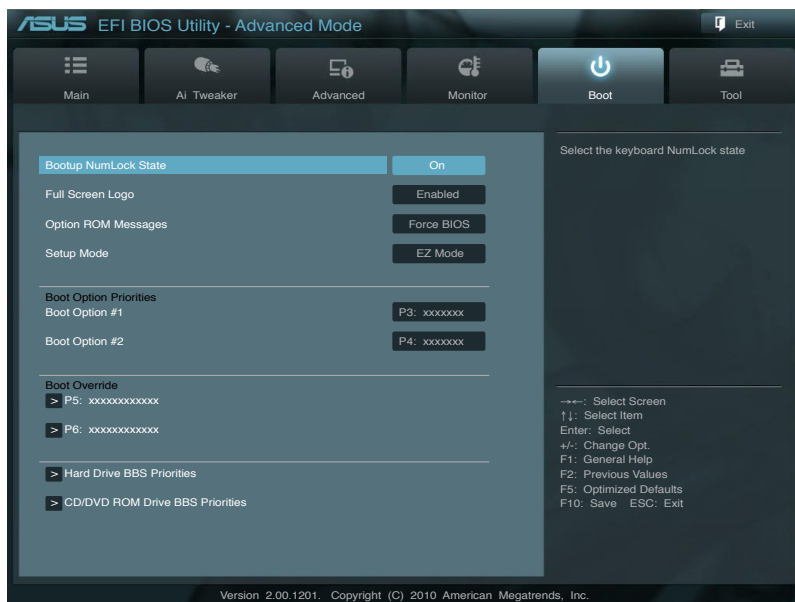 ASUS EFI BIOS Utility - Advanced Mode
Exit
Main
Ai Tweaker
Advanced
Monitor
Boot
Tool
Bootup NumLock State On
Full Screen Logo Enabled
Option ROM Messages Force BIOS
Setup Mode EZ Mode
Boot Option Priorities
Boot Option #1 P3: xxxxxxx
Boot Option #2 P4: xxxxxxx
Boot Override
> P5: xxxxxxxxxxxx
> P6: xxxxxxxxxxxx
> Hard Drive BBS Priorities
> CD/DVD ROM Drive BBS Priorities
Select the keyboard NumLock state
→←: Select Screen
↑↓: Select Item
Enter: Select
+/-: Change Opt.
F1: General Help
F2: Previous Values
F5: Optimized Defaults
F10: Save ESC: Exit
Version 2.00.1201. Copyright (C) 2010 American Megatrends, Inc.